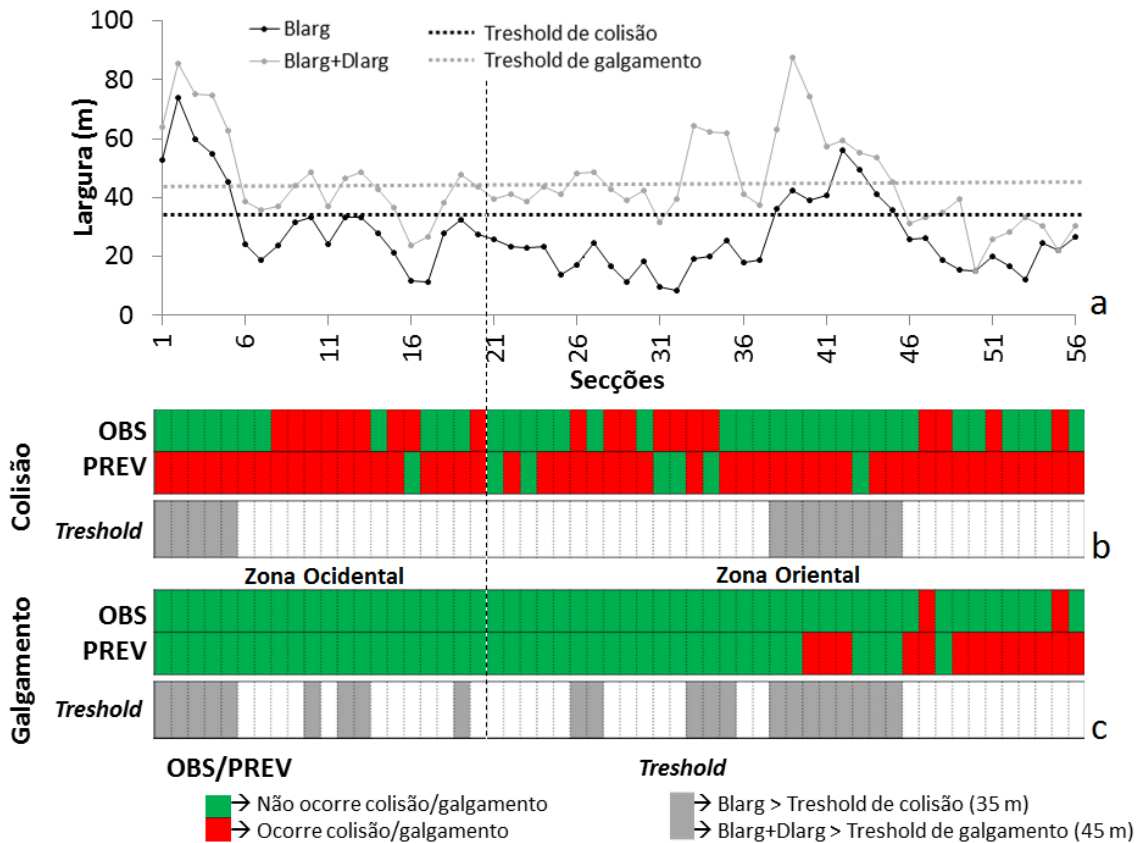 100
80
60
40
20
0
Largura (m)
Blarg
Blarg+Dlarg
Treshold de colisão
Treshold de galgamento
a
1
6
11
16
21
26
31
36
41
46
51
56
Secções
Colisão
OBS
PREV
Treshold
b
Zona Ocidental
Zona Oriental
Galgamento
OBS
PREV
Treshold
c
OBS/PREV
→ Não ocorre colisão/galgamento
→ Ocorre colisão/galgamento
Treshold
→ Blarg > Treshold de colisão (35 m)
→ Blarg+Dlarg > Treshold de galgamento (45 m)